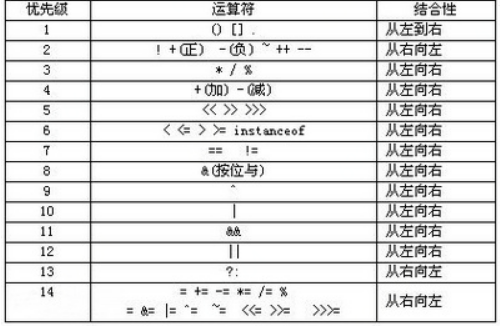 优先级 运算符 结合性
1 () [] . 从左到右
2 ! +(正) -(负) ~ ++ -- 从右向左
3 * / % 从左向右
4 +(加) -(减) 从左向右
5 << >> >>> 从左向右
6 < <= > >= instanceof 从左向右
7 == != 从左向右
8 &(按位与) 从左向右
9 ^ 从左向右
10 | 从左向右
11 && 从左向右
12 || 从左向右
13 ?: 从右向左
14 = += -= *= /= %
= &= |= ^= ~= <<= >>= >>>= 从右向左